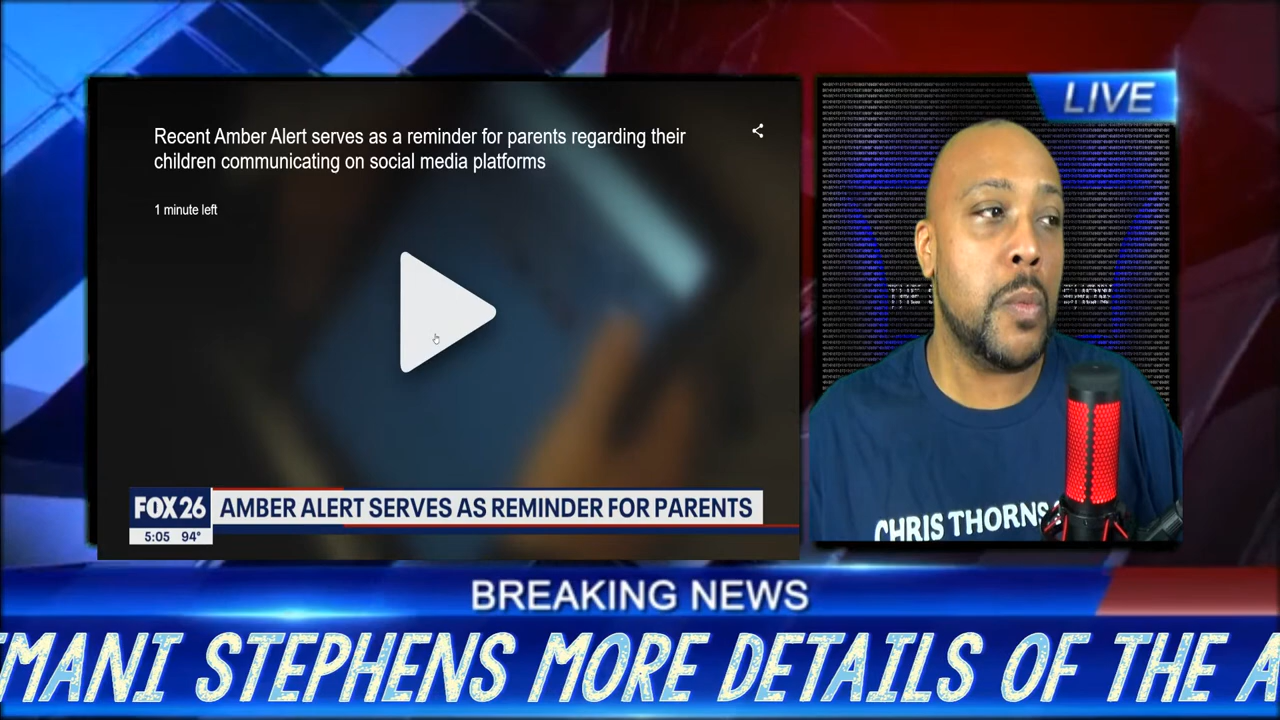 LIVE
Recent Amber Alert serves as reminder for parents regarding their
children communicating on social media platforms
minute left
FOX 26
AMBER ALERT SERVES AS REMINDER FOR PARENTS
5:05 94°
CHRIS THORNS
BREAKING NEWS
MANI STEPHENS MORE DETAILS OF THE A